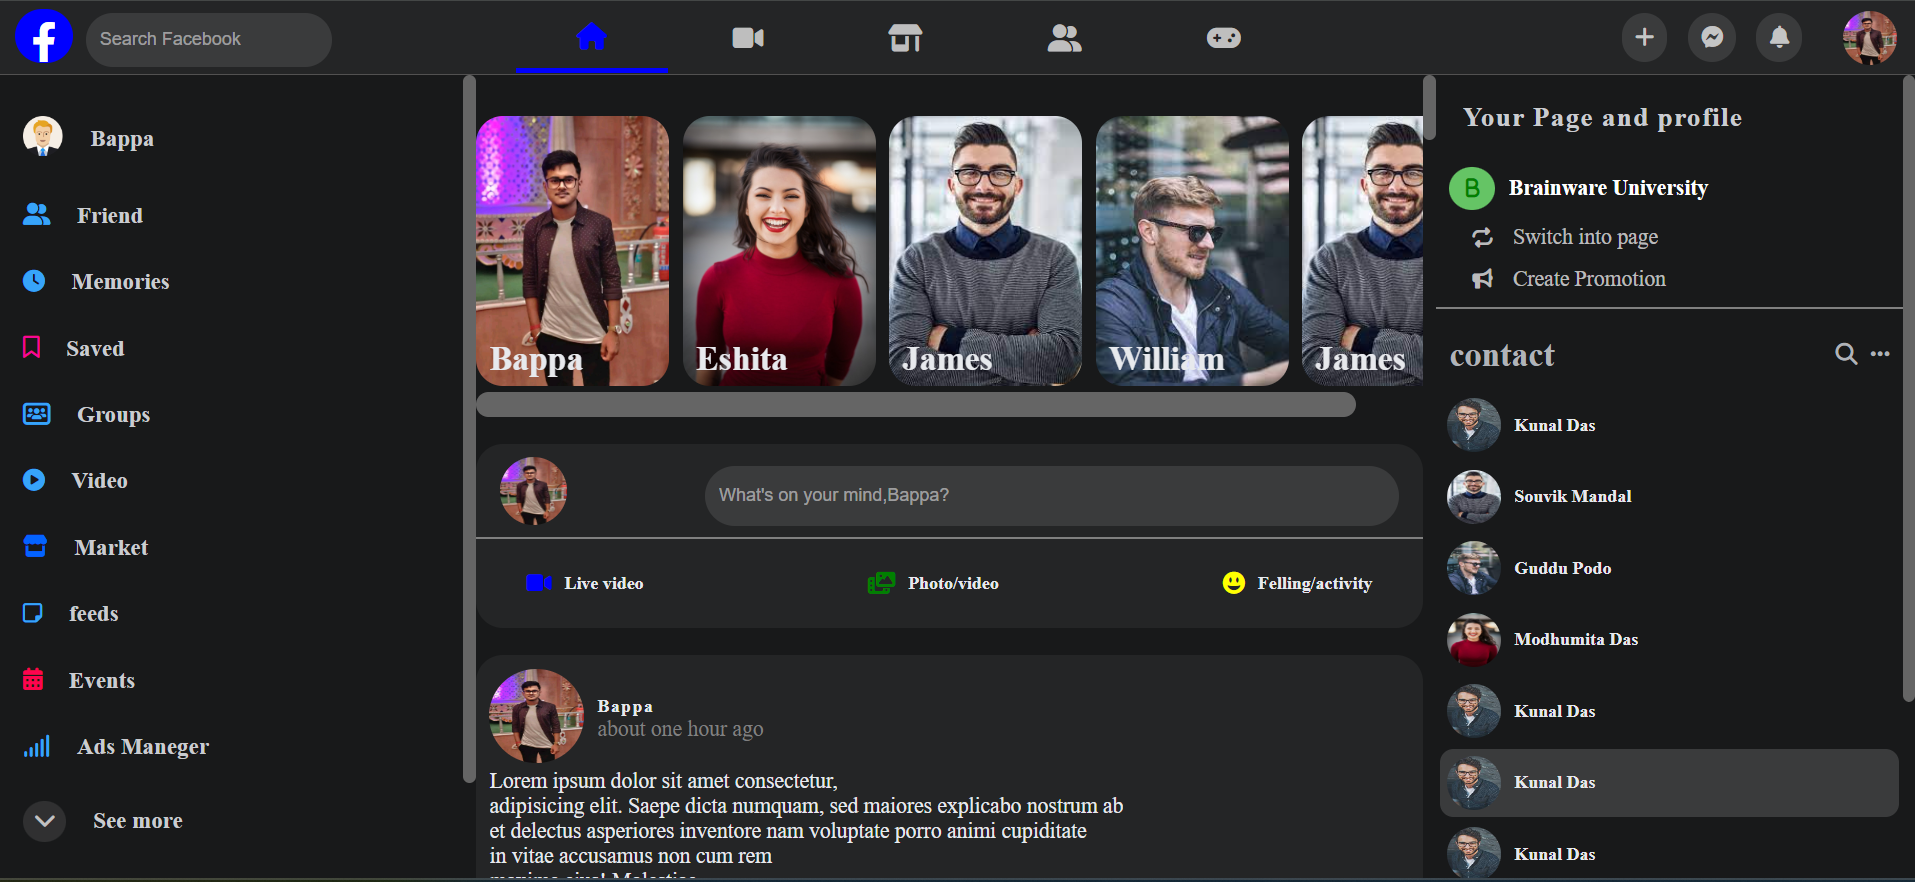 Search Facebook
Bappa
Friend
Memories
Saved
Groups
Video
Market
feeds
Events
Ads Maneger
See more
Bappa
Eshita
James
William
James
What's on your mind,Bappa?
Live video
Photo/video
Felling/activity
Bappa
about one hour ago
Lorem ipsum dolor sit amet consectetur,
adipisicing elit. Saepe dicta numquam, sed maiores explicabo nostrum ab
et delectus asperiores inventore nam voluptate porro animi cupiditate
in vitae accusamus non cum rem
Your Page and profile
B
Brainware University
Switch into page
Create Promotion
contact
Kunal Das
Souvik Mandal
Guddu Podo
Modhumita Das
Kunal Das
Kunal Das
Kunal Das